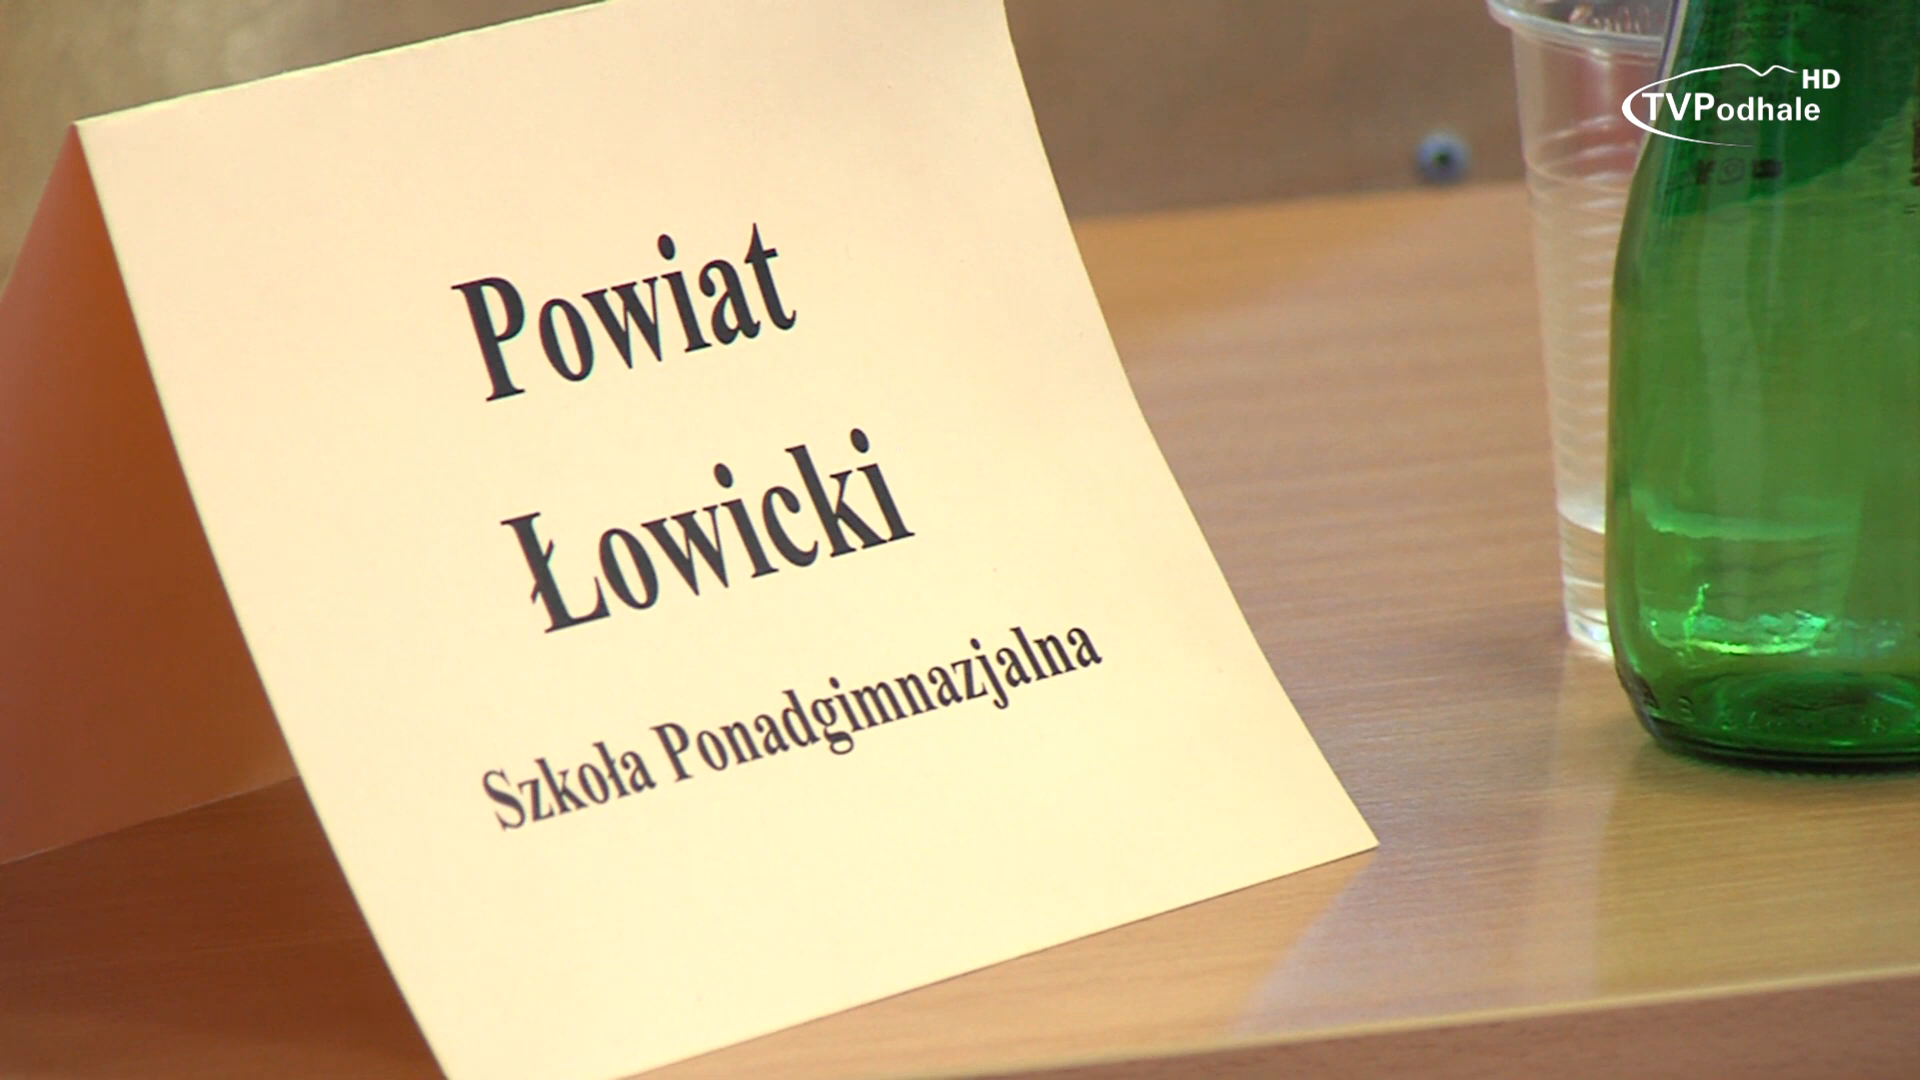 HD
TVPodhale
Powiat
Łowicki
Szkoła Ponadgimnazjalna